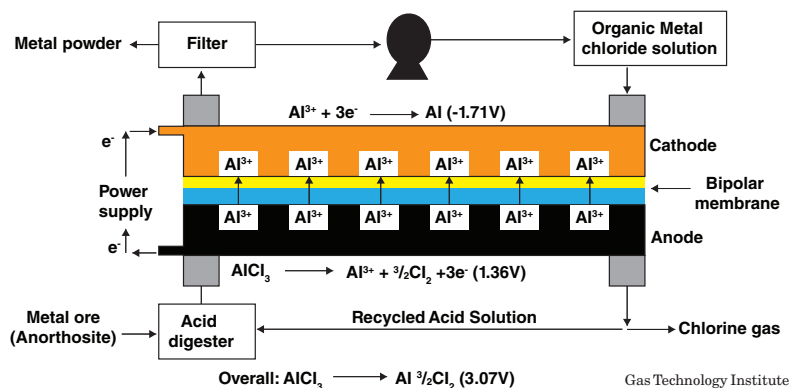 Metal powder
Filter
Organic Metal
chloride solution
Al³⁺ + 3e⁻ ⟶ Al (-1.71V)
e⁻
Cathode
Al³⁺ Al³⁺ Al³⁺ Al³⁺ Al³⁺ Al³⁺
Power
supply
Bipolar
membrane
Al³⁺ Al³⁺ Al³⁺ Al³⁺ Al³⁺ Al³⁺
Anode
e⁻
AlCl₃ ⟶ Al³⁺ + ³/₂Cl₂ +3e⁻ (1.36V)
Metal ore
(Anorthosite)
Acid
digester
Recycled Acid Solution
Chlorine gas
Overall: AlCl₃ ⟶ Al ³/₂Cl₂ (3.07V)
Gas Technology Institute